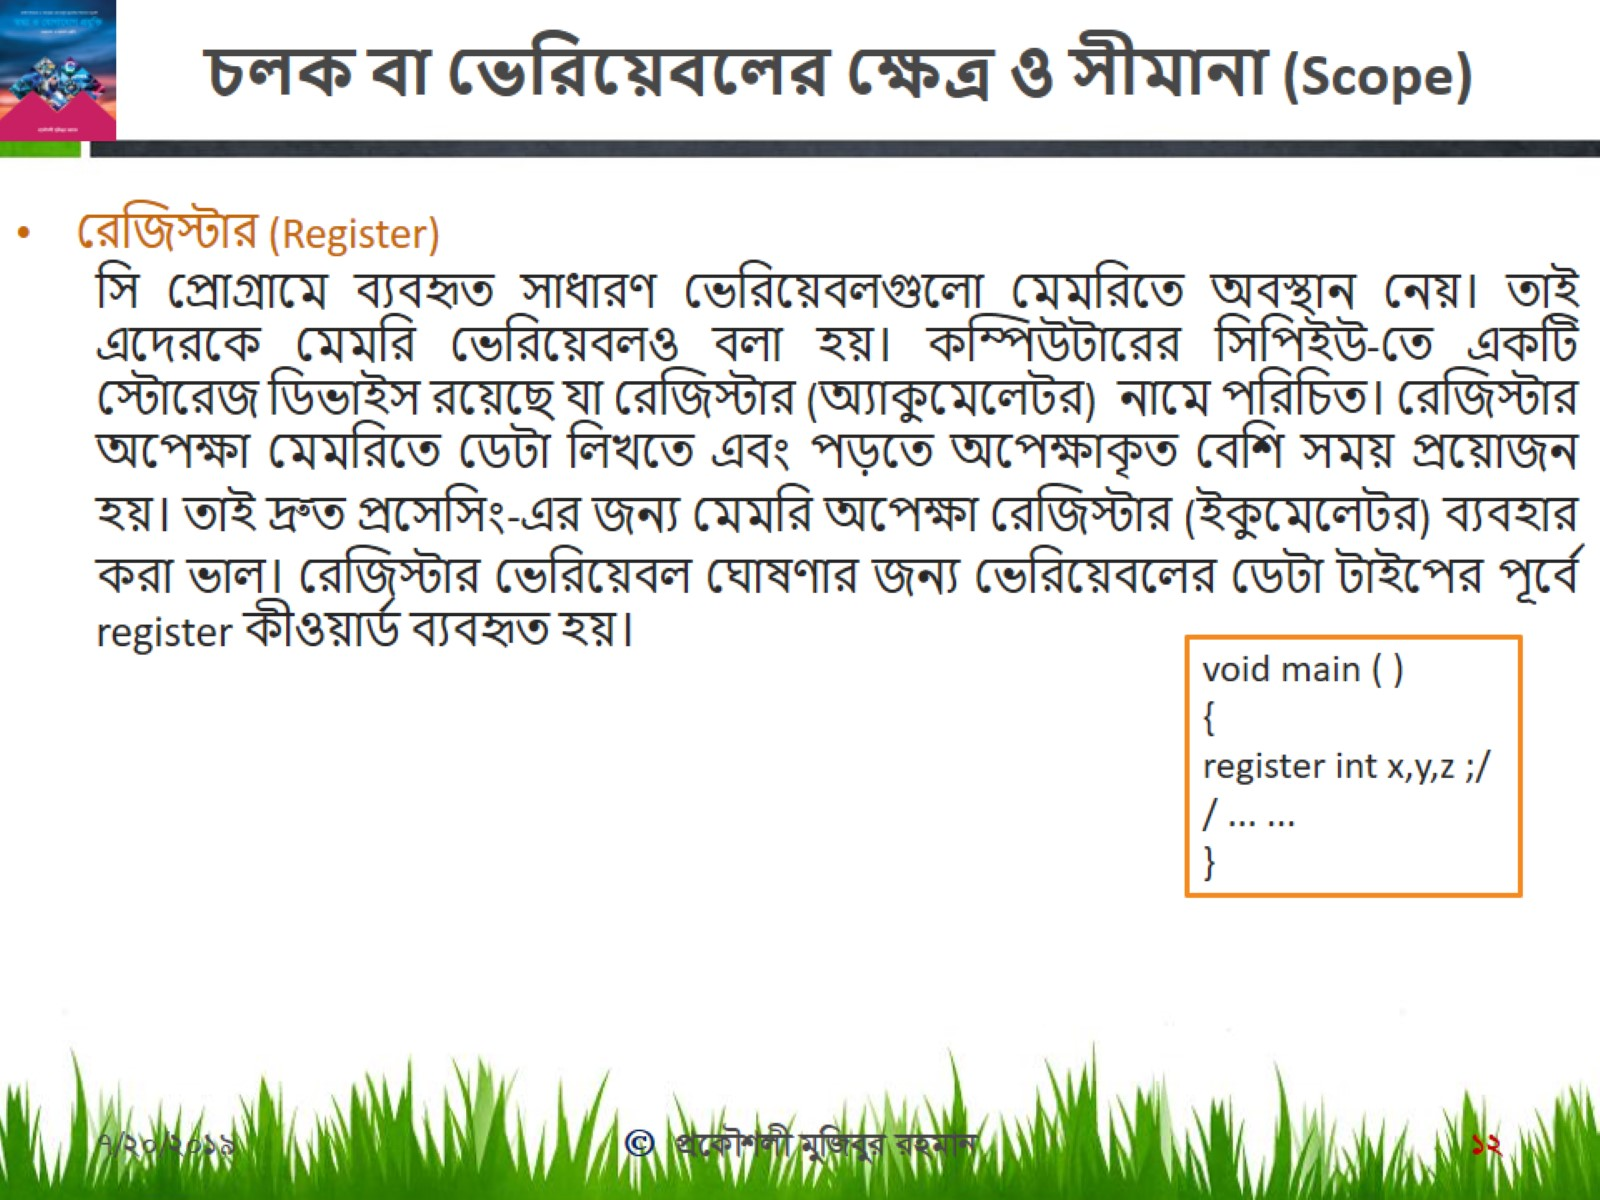 চলক বা ভেরিয়েবলের ক্ষেত্র ও সীমানা (Scope)
• রেজিস্টার (Register)
সি প্রোগ্রামে ব্যবহৃত সাধারণ ভেরিয়েবলগুলো মেমরিতে অবস্থান নেয়। তাই
এদেরকে মেমরি ভেরিয়েবলও বলা হয়। কম্পিউটারের সিপিইউ-তে একটি
স্টোরেজ ডিভাইস রয়েছে যা রেজিস্টার (অ্যাকুমেলেটর) নামে পরিচিত। রেজিস্টার
অপেক্ষা মেমরিতে ডেটা লিখতে এবং পড়তে অপেক্ষাকৃত বেশি সময় প্রয়োজন
হয়। তাই দ্রুত প্রসেসিং-এর জন্য মেমরি অপেক্ষা রেজিস্টার (ইকুমেলেটর) ব্যবহার
করা ভাল। রেজিস্টার ভেরিয়েবল ঘোষণার জন্য ভেরিয়েবলের ডেটা টাইপের পূর্বে
register কীওয়ার্ড ব্যবহৃত হয়।
void main ( )
{
register int x,y,z ;/
/ ... ...
}
৭/২০/২০১৯
© প্রকৌশলী মুজিবুর রহমান
১২